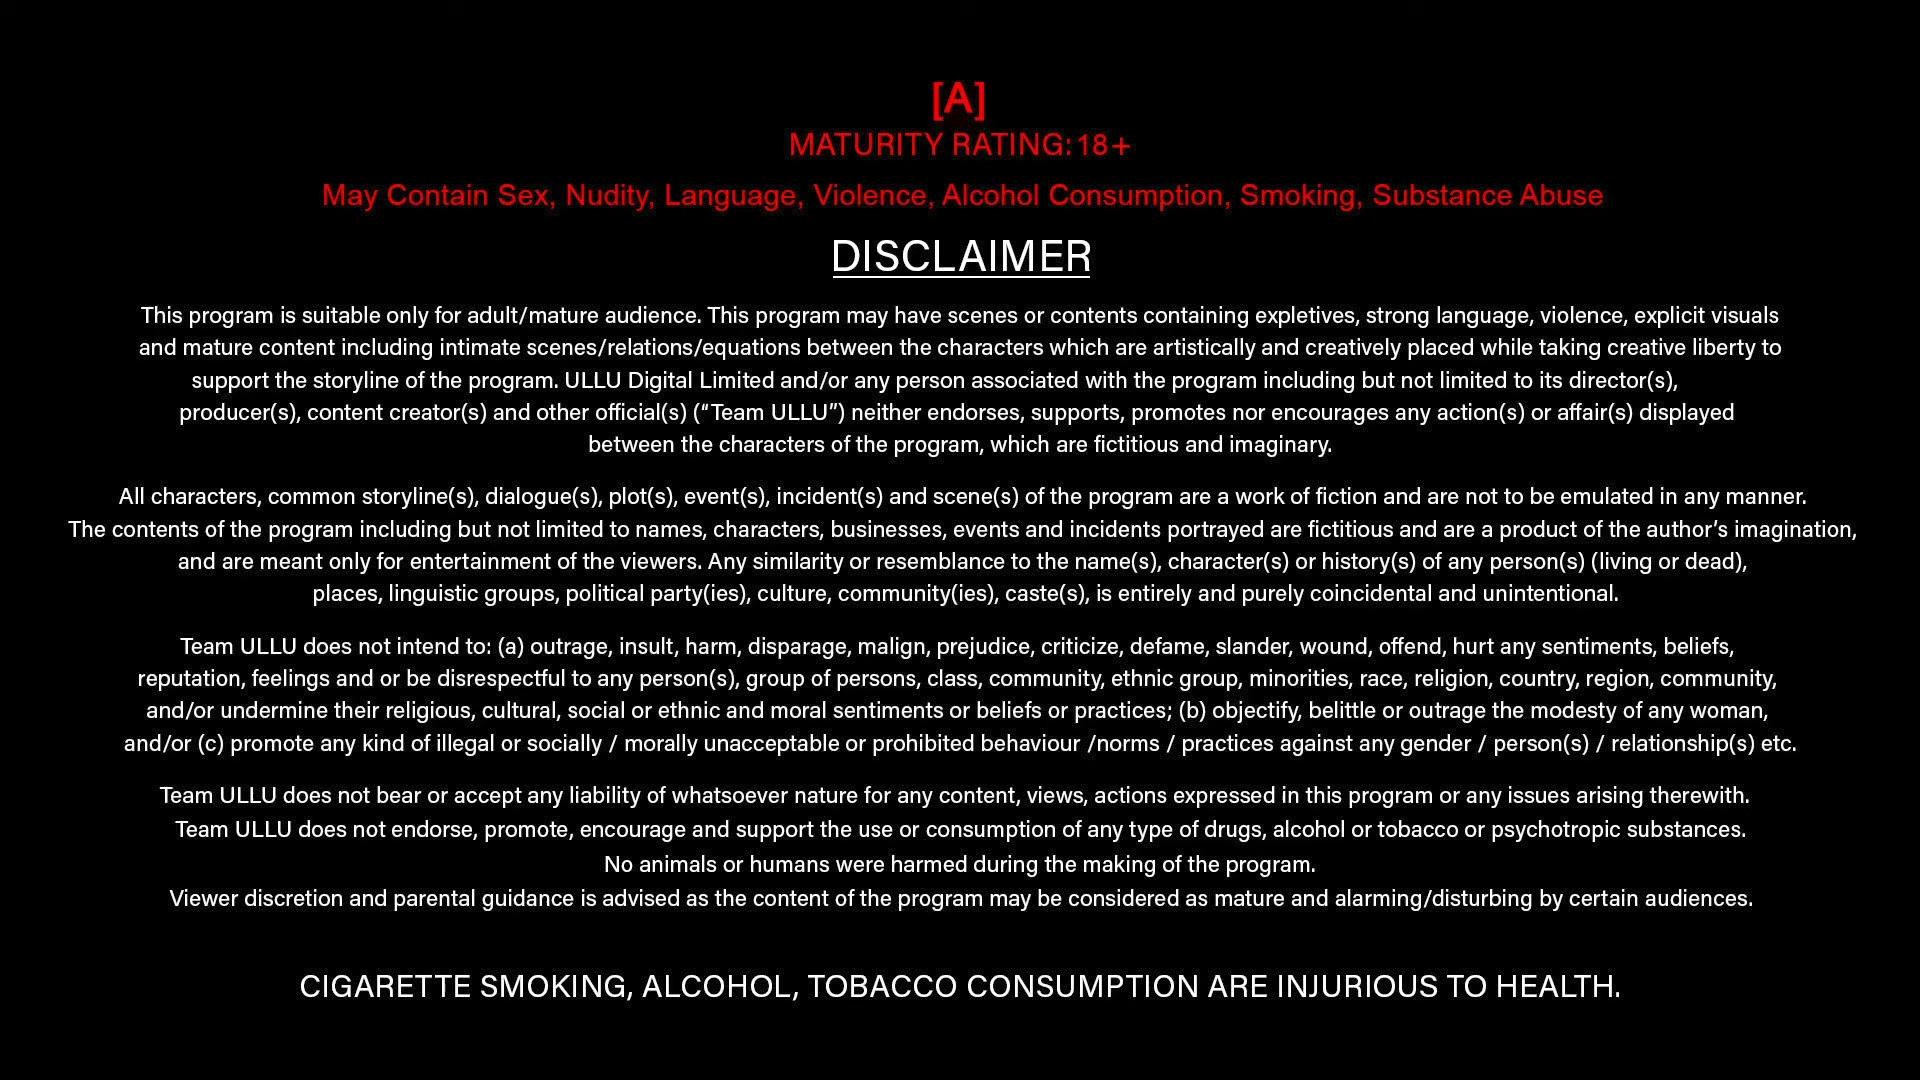 [A]
MATURITY RATING:18+
May Contain Sex, Nudity, Language, Violence, Alcohol Consumption, Smoking, Substance Abuse
DISCLAIMER
This program is suitable only for adult/mature audience. This program may have scenes or contents containing expletives, strong language, violence, explicit visuals
and mature content including intimate scenes/relations/equations between the characters which are artistically and creatively placed while taking creative liberty to
support the storyline of the program. ULLU Digital Limited and/or any person associated with the program including but not limited to its director(s),
producer(s), content creator(s) and other official(s) (“Team ULLU”) neither endorses, supports, promotes nor encourages any action(s) or affair(s) displayed
between the characters of the program, which are fictitious and imaginary.
All characters, common storyline(s), dialogue(s), plot(s), event(s), incident(s) and scene(s) of the program are a work of fiction and are not to be emulated in any manner.
The contents of the program including but not limited to names, characters, businesses, events and incidents portrayed are fictitious and are a product of the author’s imagination,
and are meant only for entertainment of the viewers. Any similarity or resemblance to the name(s), character(s) or history(s) of any person(s) (living or dead),
places, linguistic groups, political party(ies), culture, community(ies), caste(s), is entirely and purely coincidental and unintentional.
Team ULLU does not intend to: (a) outrage, insult, harm, disparage, malign, prejudice, criticize, defame, slander, wound, offend, hurt any sentiments, beliefs,
reputation, feelings and or be disrespectful to any person(s), group of persons, class, community, ethnic group, minorities, race, religion, country, region, community,
and/or undermine their religious, cultural, social or ethnic and moral sentiments or beliefs or practices; (b) objectify, belittle or outrage the modesty of any woman,
and/or (c) promote any kind of illegal or socially / morally unacceptable or prohibited behaviour /norms / practices against any gender / person(s) / relationship(s) etc.
Team ULLU does not bear or accept any liability of whatsoever nature for any content, views, actions expressed in this program or any issues arising therewith.
Team ULLU does not endorse, promote, encourage and support the use or consumption of any type of drugs, alcohol or tobacco or psychotropic substances.
No animals or humans were harmed during the making of the program.
Viewer discretion and parental guidance is advised as the content of the program may be considered as mature and alarming/disturbing by certain audiences.
CIGARETTE SMOKING, ALCOHOL, TOBACCO CONSUMPTION ARE INJURIOUS TO HEALTH.